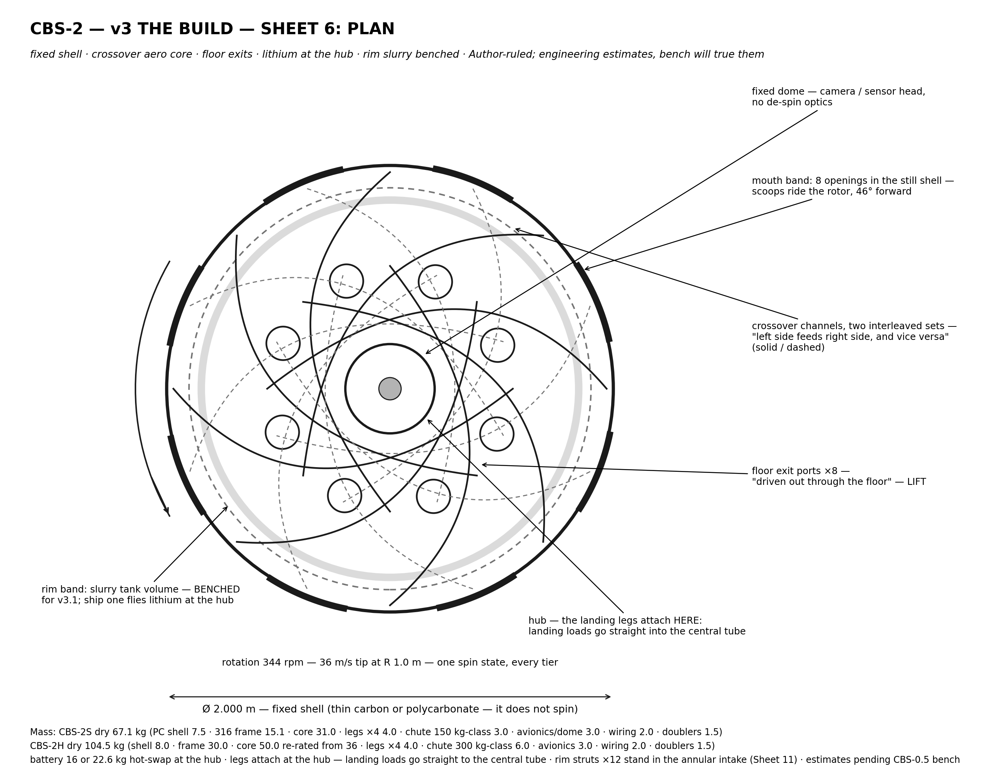 CBS-2 — v3 THE BUILD — SHEET 6: PLAN
fixed shell · crossover aero core · floor exits · lithium at the hub · rim slurry benched · Author-ruled; engineering estimates, bench will true them
fixed dome — camera / sensor head,
no de-spin optics
mouth band: 8 openings in the still shell —
scoops ride the rotor, 46° forward
crossover channels, two interleaved sets —
"left side feeds right side, and vice versa"
(solid / dashed)
floor exit ports ×8 —
"driven out through the floor" — LIFT
rim band: slurry tank volume — BENCHED
for v3.1; ship one flies lithium at the hub
hub — the landing legs attach HERE:
landing loads go straight into the central tube
rotation 344 rpm — 36 m/s tip at R 1.0 m — one spin state, every tier
Ø 2.000 m — fixed shell (thin carbon or polycarbonate — it does not spin)
Mass: CBS-2S dry 67.1 kg (PC shell 7.5 · 316 frame 15.1 · core 31.0 · legs ×4 4.0 · chute 150 kg-class 3.0 · avionics/dome 3.0 · wiring 2.0 · doublers 1.5)
CBS-2H dry 104.5 kg (shell 8.0 · frame 30.0 · core 50.0 re-rated from 36 · legs ×4 4.0 · chute 300 kg-class 6.0 · avionics 3.0 · wiring 2.0 · doublers 1.5)
battery 16 or 22.6 kg hot-swap at the hub · legs attach at the hub — landing loads go straight to the central tube · rim struts ×12 stand in the annular intake (Sheet 11) · estimates pending CBS-0.5 bench